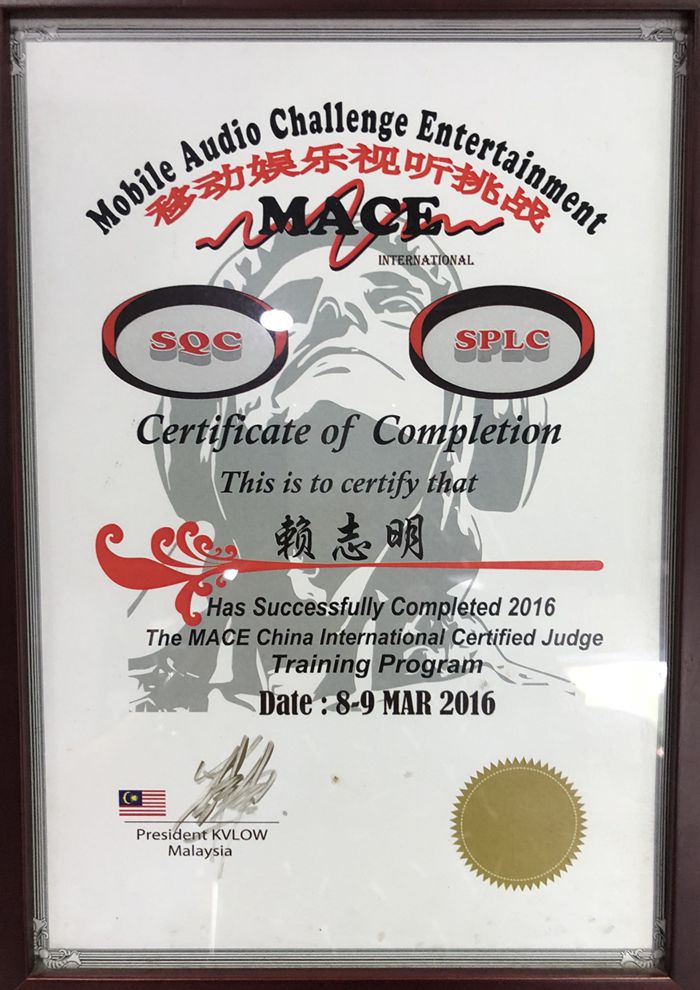 Mobile Audio Challenge Entertainment
移动娱乐视听挑战
MACE
INTERNATIONAL
SQC
SPLC
Certificate of Completion
This is to certify that
赖志明
Has Successfully Completed 2016
The MACE China International Certified Judge
Training Program
Date : 8-9 MAR 2016
President KVLOW
Malaysia